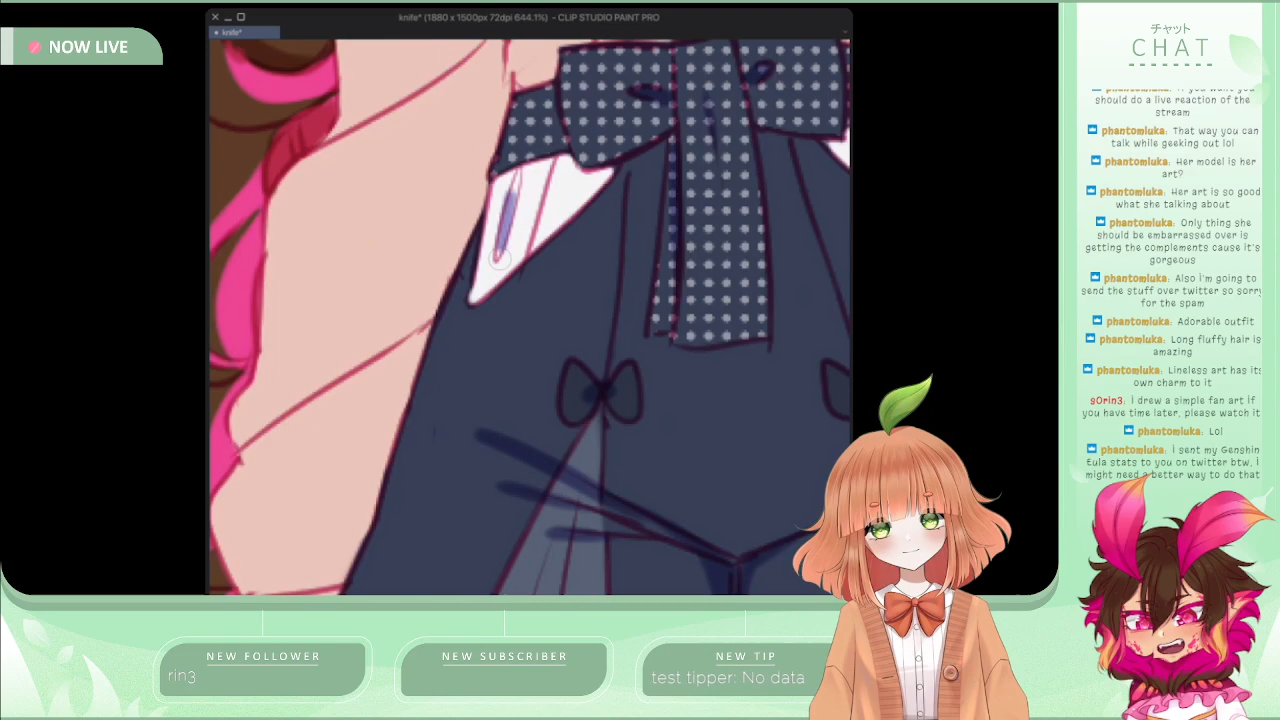 knife* (1880 x 1500px 72dpi 644.1%) - CLIP STUDIO PAINT PRO
knife*
NOW LIVE
チャット
CHAT
phantomluka: If you want you
should do a live reaction of the
stream
phantomluka: That way you can
talk while geeking out lol
phantomluka: Her model is her
art?
phantomluka: Her art is so good
what she talking about
phantomluka: Only thing she
should be embarrassed over is
getting the complements cause it's
gorgeous
phantomluka: Also i'm going to
send the stuff over twitter so sorry
for the spam
phantomluka: Adorable outfit
phantomluka: Long fluffy hair is
amazing
phantomluka: Lineless art has its
own charm to it
s0rin3: i drew a simple fan art If
you have time later, please watch it
phantomluka: Lol
phantomluka: i sent my Genshin
Eula stats to you on twitter btw, i
might need a better way to do that
NEW FOLLOWER
rin3
NEW SUBSCRIBER
NEW TIP
test tipper: No data